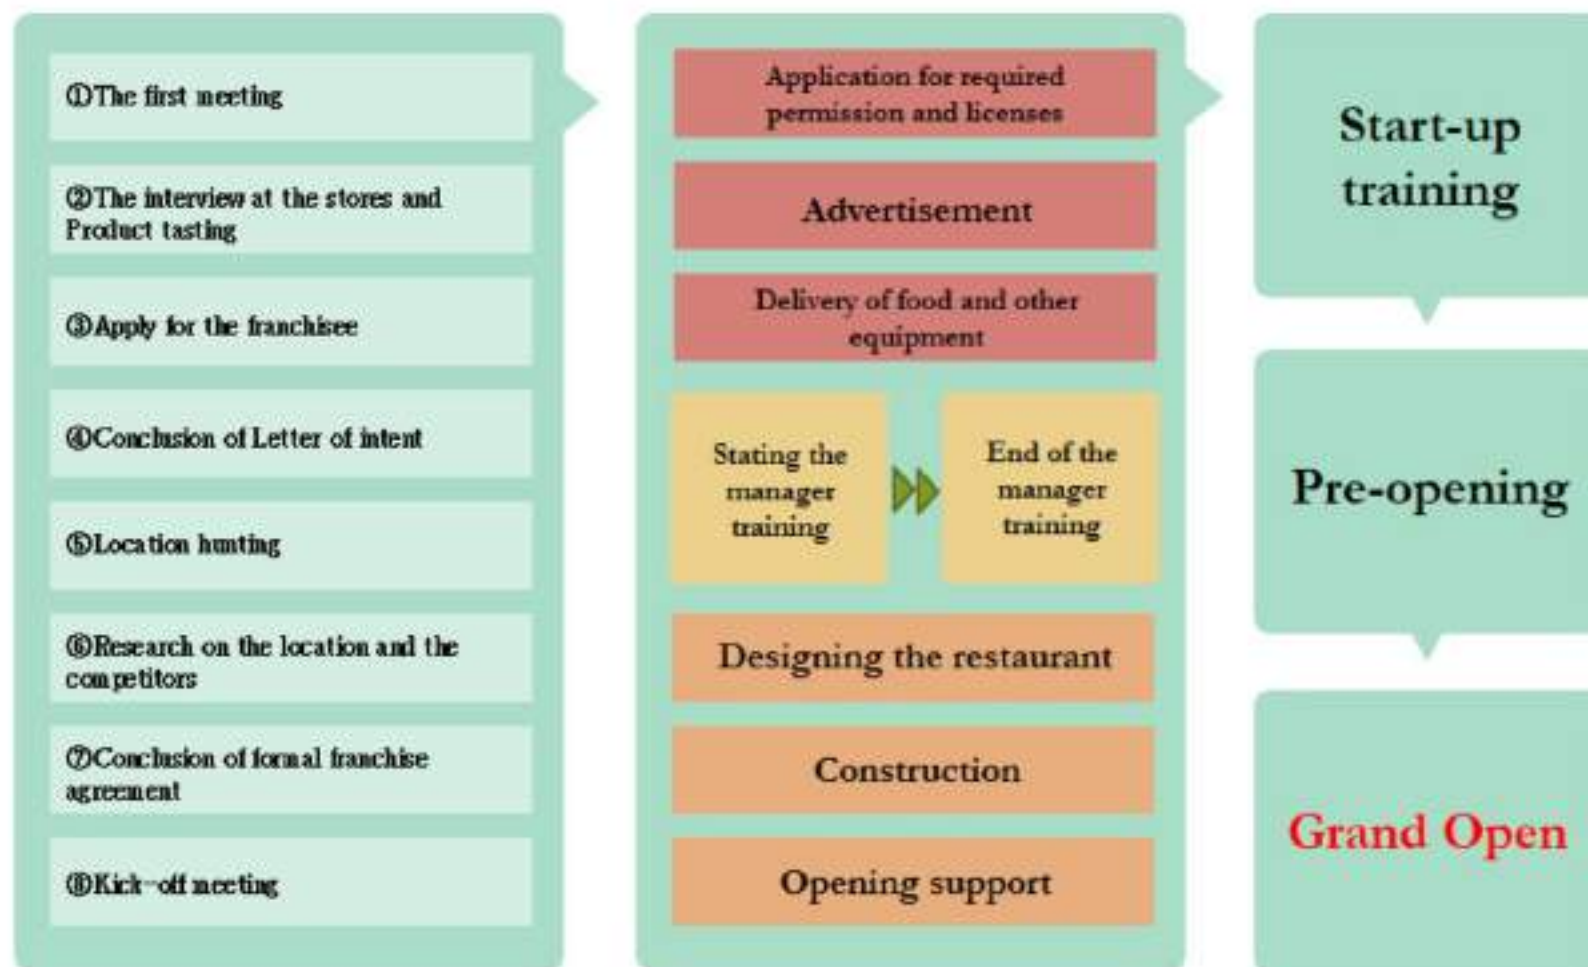 ①The first meeting
②The interview at the stores and
Product tasting
③Apply for the franchisee
④Conclusion of Letter of intent
⑤Location hunting
⑥Research on the location and the
competitors
⑦Conclusion of formal franchise
agreement
⑧Kick-off meeting
Application for required
permission and licenses
Advertisement
Delivery of food and other
equipment
Stating the
manager
training
End of the
manager
training
Designing the restaurant
Construction
Opening support
Start-up
training
Pre-opening
Grand Open